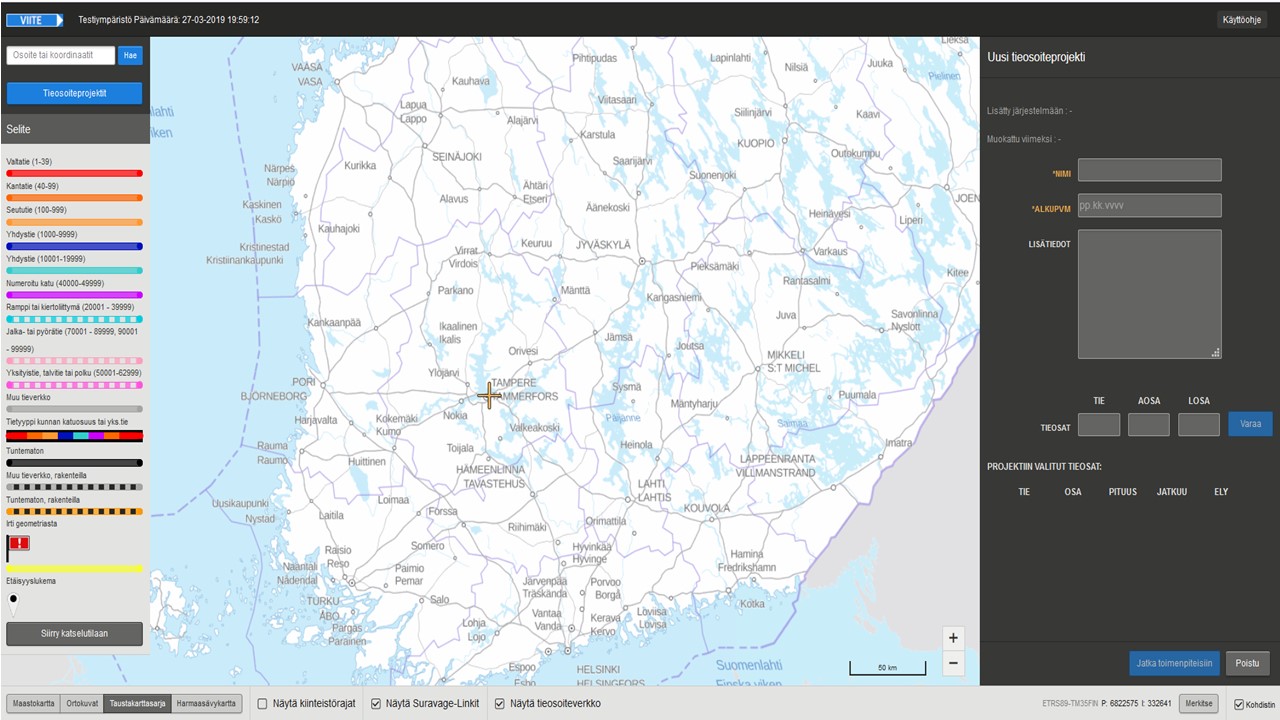 VIITE
Testiympäristö Päivämäärä: 27-03-2019 19:59:12
Käyttöohje
Osoite tai koordinaatit
Hae
Tieosoiteprojektit
Selite
Valtatie (1-39)
Kantatie (40-99)
Seututie (100-999)
Yhdystie (1000-9999)
Yhdystie (10001-19999)
Numeroitu katu (40000-49999)
Ramppi tai kiertoliittymä (20001 - 39999)
Jalka- tai pyörätie (70001 - 89999, 90001
- 99999)
Yksityistie, talvitie tai polku (50001-62999)
Muu tieverkko
Tietyyppi kunnan katuosuus tai yks.tie
Tuntematon
Muu tieverkko, rakenteilla
Tuntematon, rakenteilla
Irti geometriasta
Etäisyyslukema
Siirry katselutilaan
lahti
viken
VAASA
VASA
Kauhava
Pihtipudas
Lapinlahti
Nilsiä
Juuka
Lieksa
Pielinen
Lapua
Lappo
Alajärvi
Viitasaari
Siilinjärvi
Kaavi
Karstula
KUOPIO
SEINÄJOKI
Kurikka
Saarijärvi
Outokumpu
Närpes
Närpiö
Suonenjoki
Ähtäri
Etseri
Alavus
JOEN
Kaskinen
Kaskö
Äänekoski
Heinävesi
Liperi
Kauhajoki
Kristinestad
Kristiinankaupunki
Virrat
Virdois
Keuruu
JYVÄSKYLÄ
Varkaus
Pieksämäki
Kitee
Rantasalmi
Parkano
Mänttä
Kangasniemi
Kankaanpää
Ikaalinen
Ikalis
Juva
Savonlinna
Nyslott
Jämsä
Joutsa
Orivesi
MIKKELI
S:T MICHEL
Ylöjärvi
PORI
BJÖRNEBORG
TAMPERE
TAMMERFORS
Sysmä
Puumala
Mäntyharju
Nokia
Päijänne
Saimaa
Harjavalta
Kokemäki
Kumo
Valkeakoski
Heinola
Imatra
Rauma
Raumo
Toijala
Huittinen
HÄMEENLINNA
TAVASTEHUS
LAPPEENRANTA
VILLMANSTRAND
LAHTI
LAHTIS
Uusikaupunki
Nystad
Loimaa
Forssa
KOUVOLA
Laitila
Orimattila
Riihimäki
Raisio
Reso
Somero
Hyvinkää
Hyvinge
Hamina
Fredrikshamn
Naantali
Nådendal
Paimio
Pemar
Järvenpää
Träskända
Porvoo
Borgå
TURKU
ÅBO
Salo
Kotka
Vantaa
Vanda
Kerava
Kervo
Loviisa
Lovisa
Lohja
Lojo
Pargas
Parainen
Espoo
Esbo
HELSINKI
HELSINGFORS
Suomenlahti
Finska viken
50 km
+
−
Uusi tieosoiteprojekti
Lisätty järjestelmään : -
Muokattu viimeksi : -
*NIMI
*ALKUPVM
pp.kk.vvvv
LISÄTIEDOT
TIE AOSA LOSA
TIEOSAT
Varaa
PROJEKTIIN VALITUT TIEOSAT:
TIE OSA PITUUS JATKUU ELY
Jatka toimenpiteisiin
Poistu
Maastokartta Ortokuvat Taustakarttasarja Harmaasävykartta
Näytä kiinteistörajat Näytä Suravage-Linkit Näytä tieosoiteverkko
ETRS89-TM35FIN P: 6822575 I: 332641
Merkitse
Kohdistin